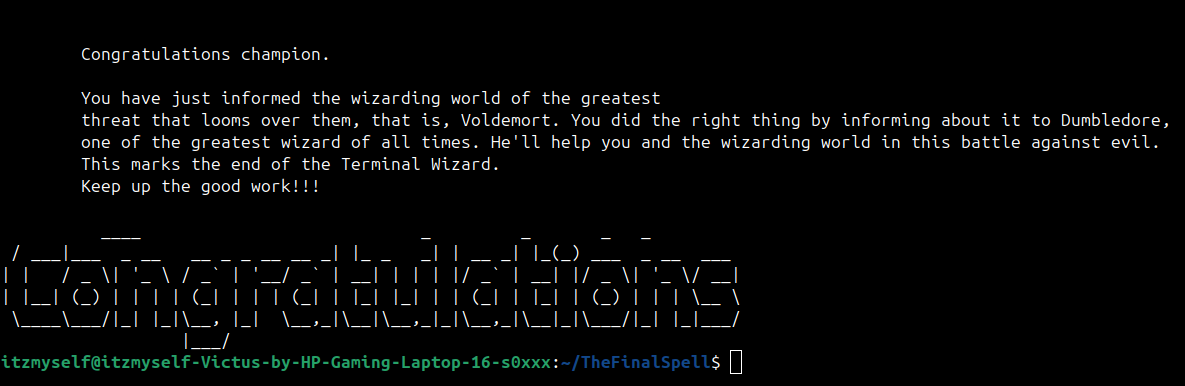 Congratulations champion.
You have just informed the wizarding world of the greatest
threat that looms over them, that is, Voldemort. You did the right thing by informing about it to Dumbledore,
one of the greatest wizard of all times. He'll help you and the wizarding world in this battle against evil.
This marks the end of the Terminal Wizard.
Keep up the good work!!!
Congratulations
itzmyself@itzmyself-Victus-by-HP-Gaming-Laptop-16-s0xxx:~/TheFinalSpell$